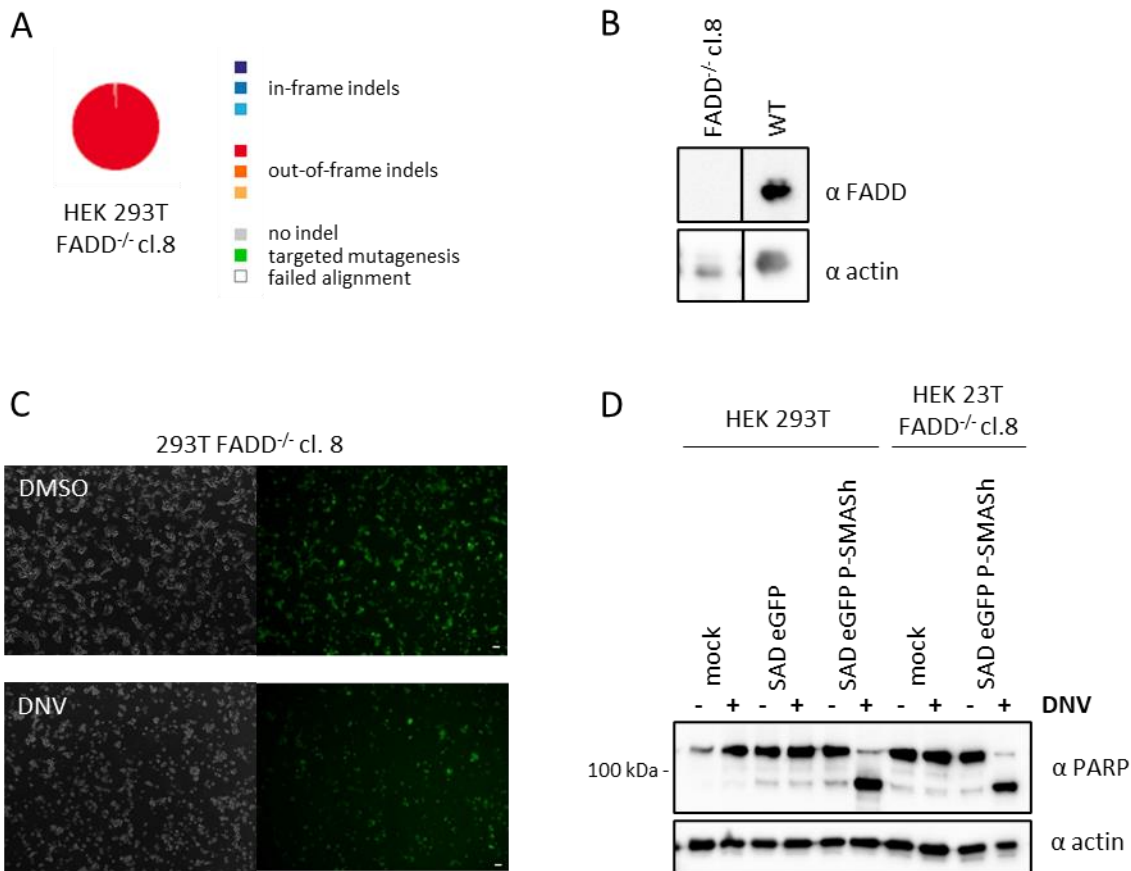 A
in-frame indels
out-of-frame indels
no indel
targeted mutagenesis
failed alignment
HEK 293T
FADD-/- cl.8
B
FADD-/- cl.8
WT
α FADD
α actin
C
293T FADD-/- cl. 8
DMSO
DNV
D
HEK 293T
HEK 23T
FADD-/- cl.8
mock
SAD eGFP
SAD eGFP P-SMASh
mock
SAD eGFP P-SMASh
- + - + - + - + - + DNV
100 kDa -
α PARP
α actin